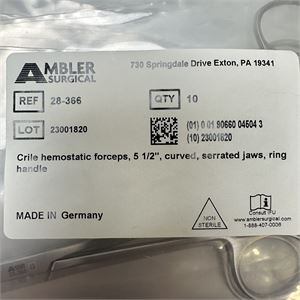 AMBLER
SURGICAL
730 Springdale Drive Exton, PA 19341
REF 28-366
QTY 10
LOT 23001820
(01) 0 01 90660 04504 3
(10) 23001820
Crile hemostatic forceps, 5 1/2", curved, serrated jaws, ring
handle
Made in Germany
NON
STERILE
Consult IFU
www.amblersurgical.com
1-888-407-0006